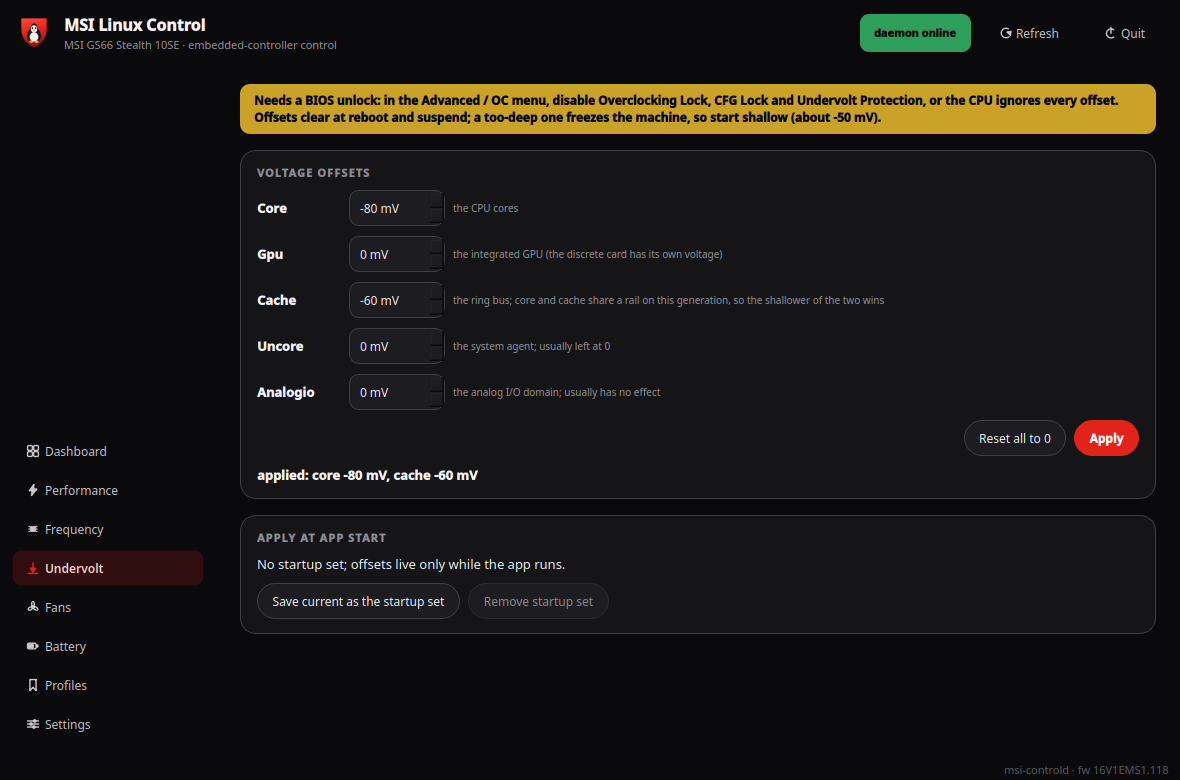 MSI Linux Control
MSI GS66 Stealth 10SE · embedded-controller control
daemon online
Refresh
Quit
Needs a BIOS unlock: in the Advanced / OC menu, disable Overclocking Lock, CFG Lock and Undervolt Protection, or the CPU ignores every offset.
Offsets clear at reboot and suspend; a too-deep one freezes the machine, so start shallow (about -50 mV).
VOLTAGE OFFSETS
Core -80 mV the CPU cores
Gpu 0 mV the integrated GPU (the discrete card has its own voltage)
Cache -60 mV the ring bus; core and cache share a rail on this generation, so the shallower of the two wins
Uncore 0 mV the system agent; usually left at 0
Analogio 0 mV the analog I/O domain; usually has no effect
Reset all to 0
Apply
applied: core -80 mV, cache -60 mV
APPLY AT APP START
No startup set; offsets live only while the app runs.
Save current as the startup set
Remove startup set
Dashboard
Performance
Frequency
Undervolt
Fans
Battery
Profiles
Settings
msi-controld · fw 16V1EMS1.118